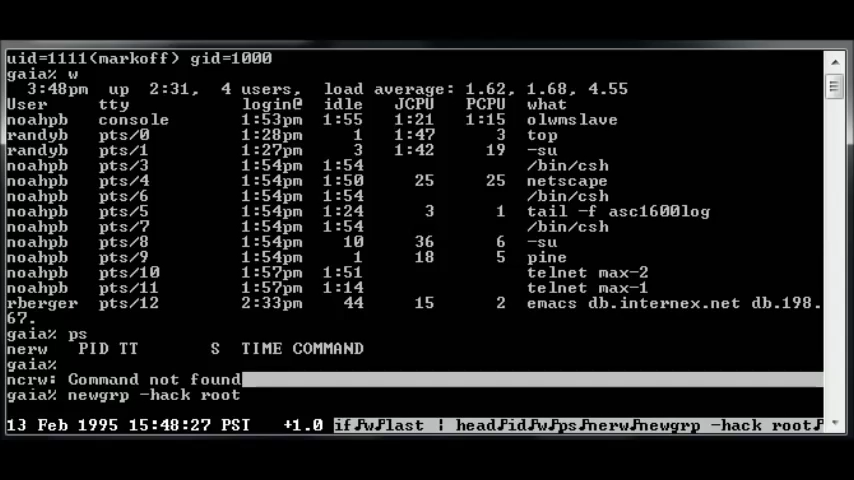 uid=1111(markoff) gid=1000
gaia% w
3:48pm up 2:31, 4 users, load average: 1.62, 1.68, 4.55
User tty login@ idle JCPU PCPU what
noahpb console 1:53pm 1:55 1:21 1:15 olwmslave
randyb pts/0 1:28pm 1 1:47 3 top
randyb pts/1 1:27pm 3 1:42 19 -su
noahpb pts/3 1:54pm 1:54 /bin/csh
noahpb pts/4 1:54pm 1:50 25 25 netscape
noahpb pts/6 1:54pm 1:54 /bin/csh
noahpb pts/5 1:54pm 1:24 3 1 tail -f asc1600log
noahpb pts/7 1:54pm 1:54 /bin/csh
noahpb pts/8 1:54pm 10 36 6 -su
noahpb pts/9 1:54pm 1 18 5 pine
noahpb pts/10 1:57pm 1:51 telnet max-2
noahpb pts/11 1:57pm 1:14 telnet max-1
rberger pts/12 2:33pm 44 15 2 emacs db.internex.net db.198.
67.
gaia% ps
nerw PID TT S TIME COMMAND
gaia%
ncrw: Command not found
gaia% newgrp -hack root
13 Feb 1995 15:48:27 PSI +1.0 if♪w♪last | head♪id♪w♪ps♪nerw♪newgrp -hack root♪